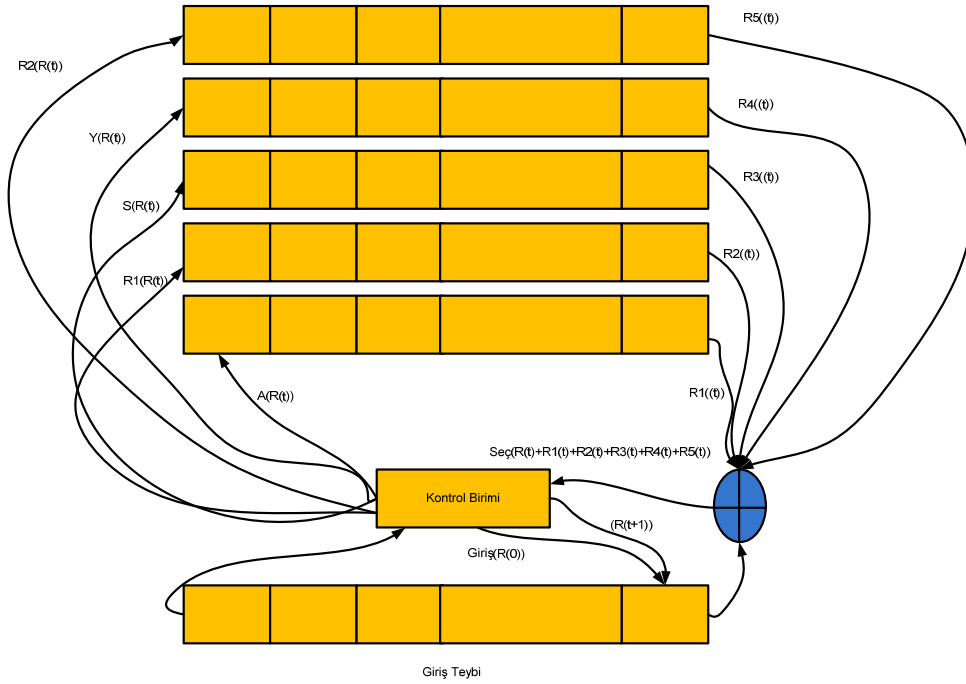 R5((t))
R2(R(t))
R4((t))
Y(R(t))
R3((t))
S(R(t))
R2((t))
R1(R(t))
A(R(t))
R1((t))
Seç(R(t)+R1(t)+R2(t)+R3(t)+R4(t)+R5(t))
Kontrol Birimi
(R(t+1))
Giriş(R(0))
Giriş Teybi